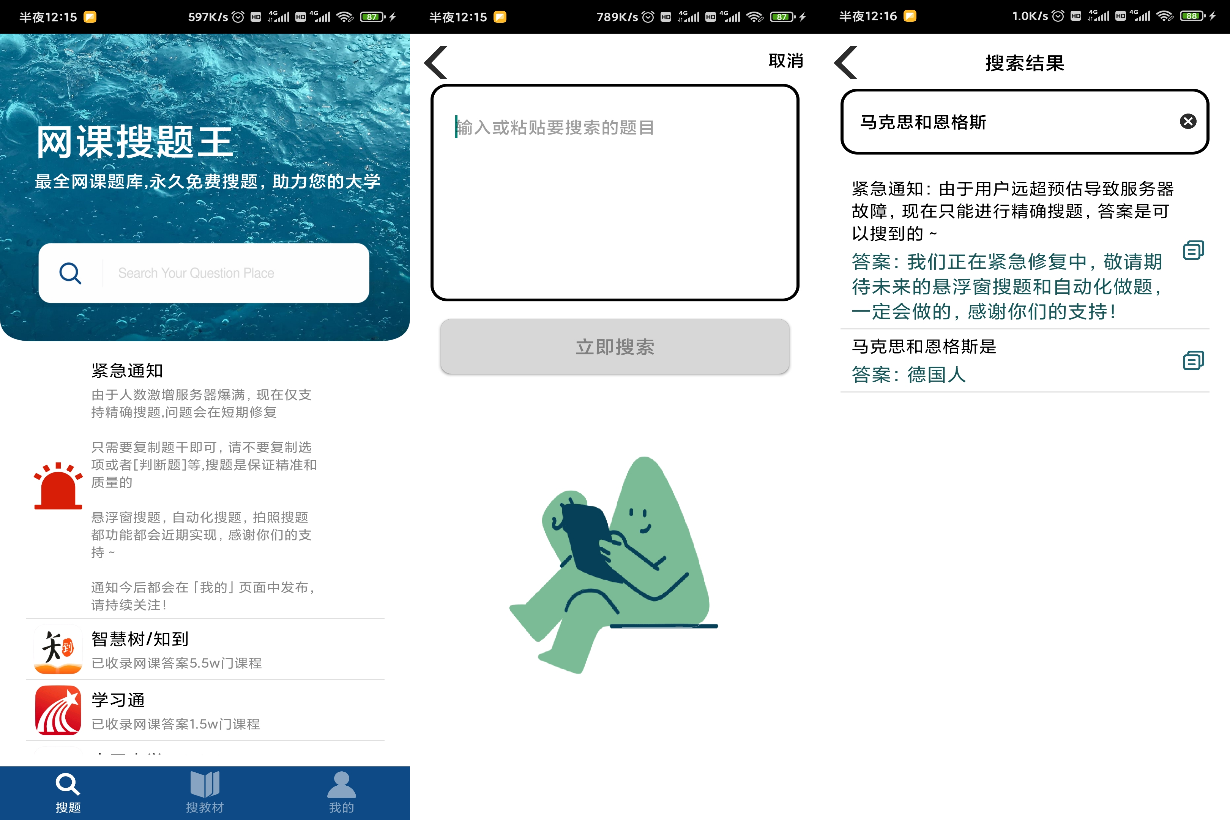 半夜12:15
597K/s
HD
4G
HD
4G
87
网课搜题王
最全网课题库,永久免费搜题，助力您的大学
Search Your Question Place
紧急通知
由于人数激增服务器爆满，现在仅支
持精确搜题,问题会在短期修复
只需要复制题干即可，请不要复制选
项或者[判断题]等,搜题是保证精准和
质量的
悬浮窗搜题，自动化搜题，拍照搜题
都功能都会近期实现，感谢你们的支
持~
通知今后都会在「我的」页面中发布，
请持续关注！
智慧树/知到
已收录网课答案5.5w门课程
学习通
已收录网课答案1.5w门课程
搜题
搜教材
我的
半夜12:15
789K/s
HD
4G
HD
4G
87
取消
输入或粘贴要搜索的题目
立即搜索
半夜12:16
1.0K/s
HD
4G
HD
4G
88
搜索结果
马克思和恩格斯
紧急通知：由于用户远超预估导致服务器
故障，现在只能进行精确搜题，答案是可
以搜到的~
答案：我们正在紧急修复中，敬请期
待未来的悬浮窗搜题和自动化做题，
一定会做的，感谢你们的支持！
马克思和恩格斯是
答案：德国人